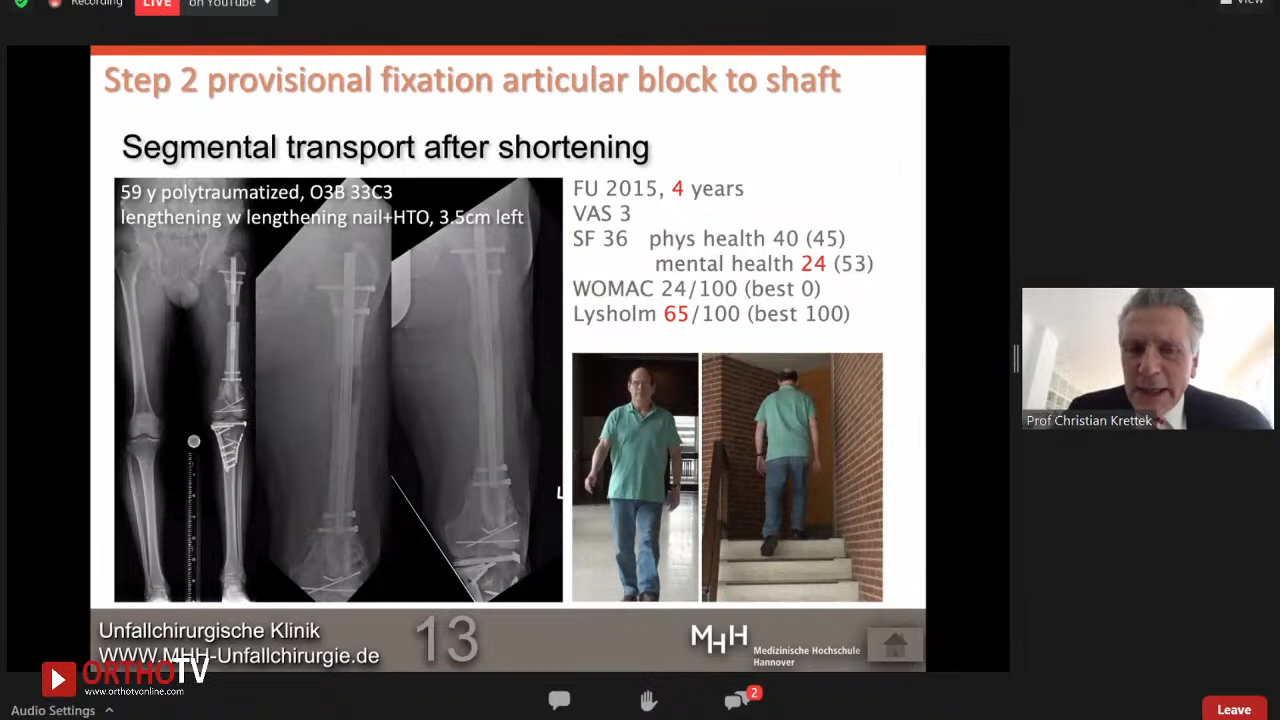 Recording
LIVE
on YouTube
View
Step 2 provisional fixation articular block to shaft
Segmental transport after shortening
59 y polytraumatized, O3B 33C3
lengthening w lengthening nail+HTO, 3.5cm left
FU 2015, 4 years
VAS 3
SF 36 phys health 40 (45)
mental health 24 (53)
WOMAC 24/100 (best 0)
Lysholm 65/100 (best 100)
L
Prof Christian Krettek
Unfallchirurgische Klinik
WWW.MHH-Unfallchirurgie.de
13
MHH
Medizinische Hochschule
Hannover
ORTHOTV
www.orthotvonline.com
2
Audio Settings
Leave